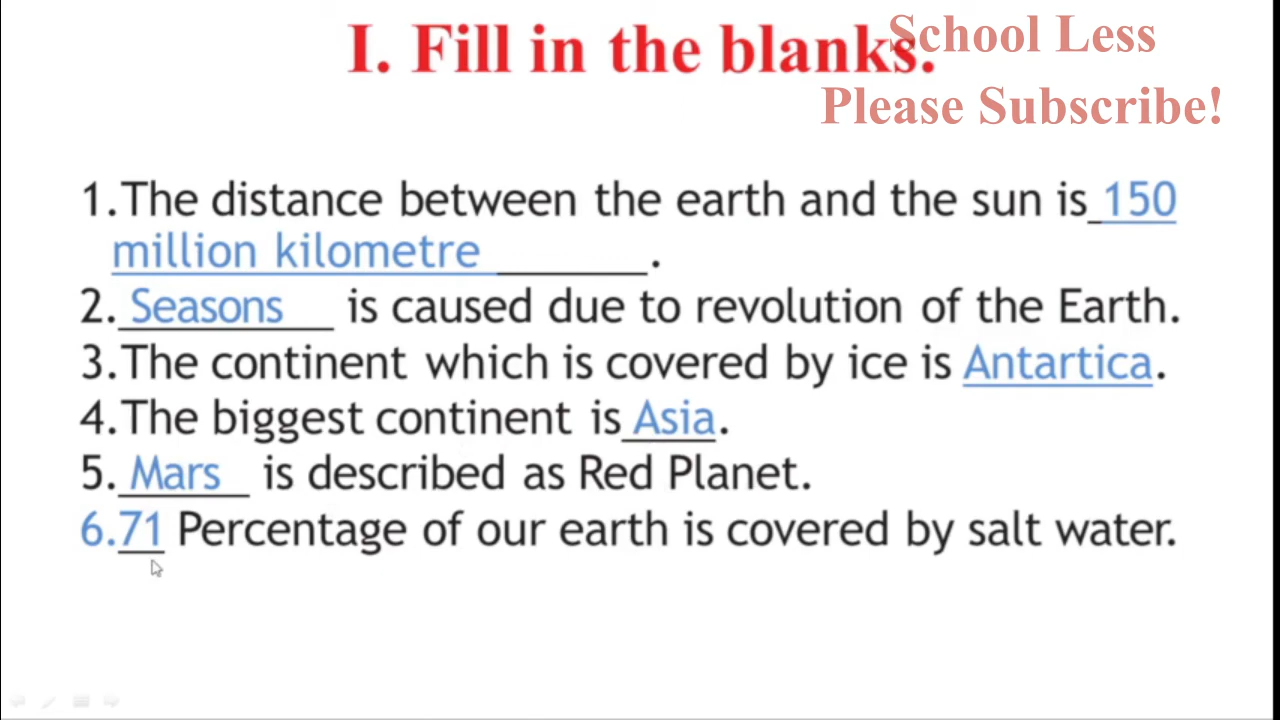 I. Fill in the blanks.
School Less
Please Subscribe!
1.The distance between the earth and the sun is 150
million kilometre ______.
2. Seasons is caused due to revolution of the Earth.
3.The continent which is covered by ice is Antartica.
4.The biggest continent is Asia.
5. Mars is described as Red Planet.
6.71 Percentage of our earth is covered by salt water.